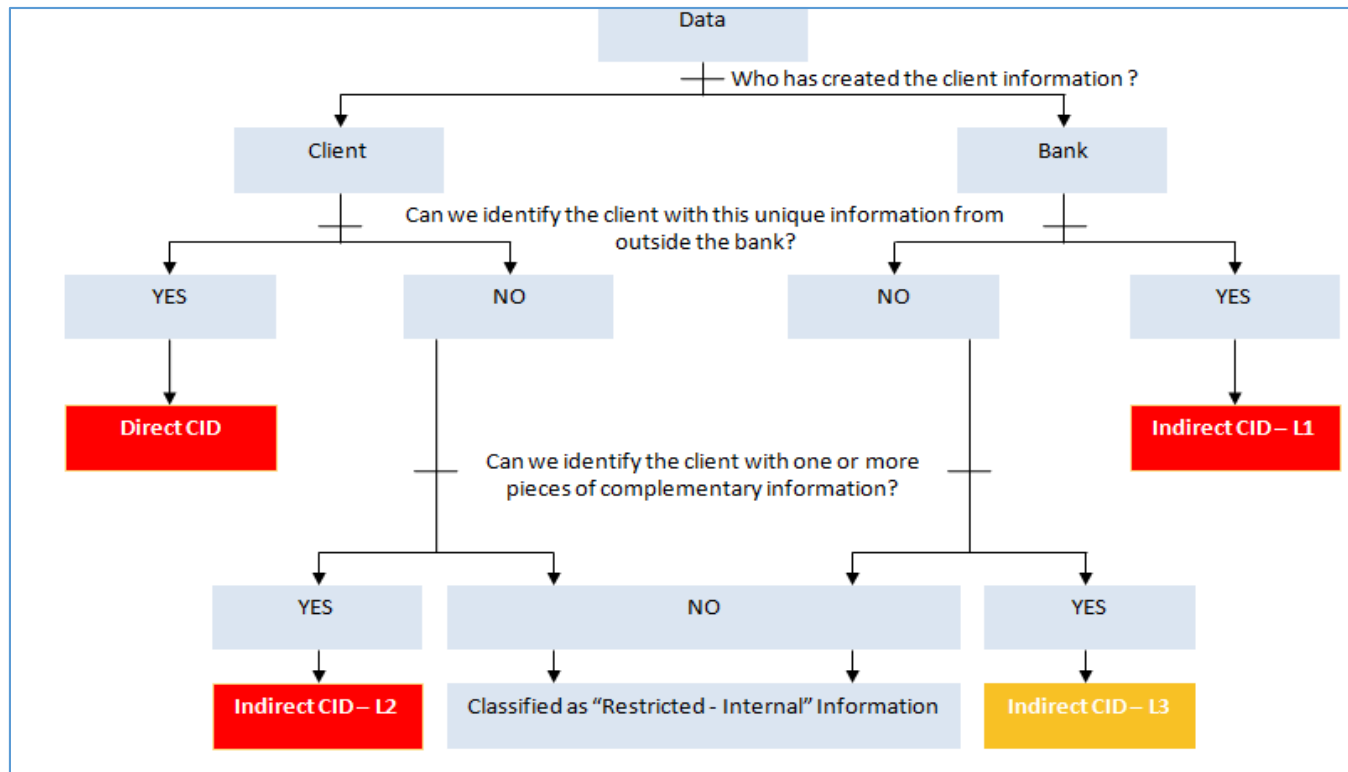 Data
Who has created the client information ?
Client
Bank
Can we identify the client with this unique information from
outside the bank?
YES
NO
NO
YES
Direct CID
Indirect CID – L1
Can we identify the client with one or more
pieces of complementary information?
YES
NO
YES
Indirect CID – L2
Classified as “Restricted - Internal” Information
Indirect CID – L3